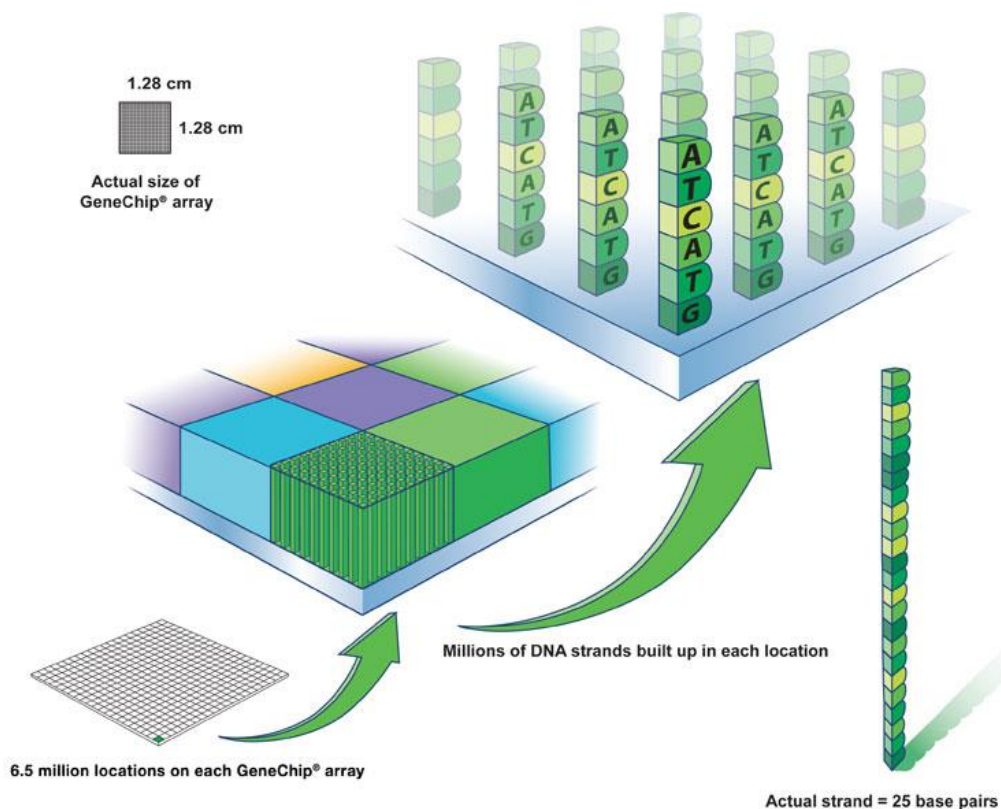 1.28 cm
1.28 cm
Actual size of
GeneChip® array
A
T
C
A
T
G
A
T
C
A
T
G
A
T
C
A
T
G
A
T
C
A
T
G
A
T
C
A
T
G
Millions of DNA strands built up in each location
6.5 million locations on each GeneChip® array
Actual strand = 25 base pairs